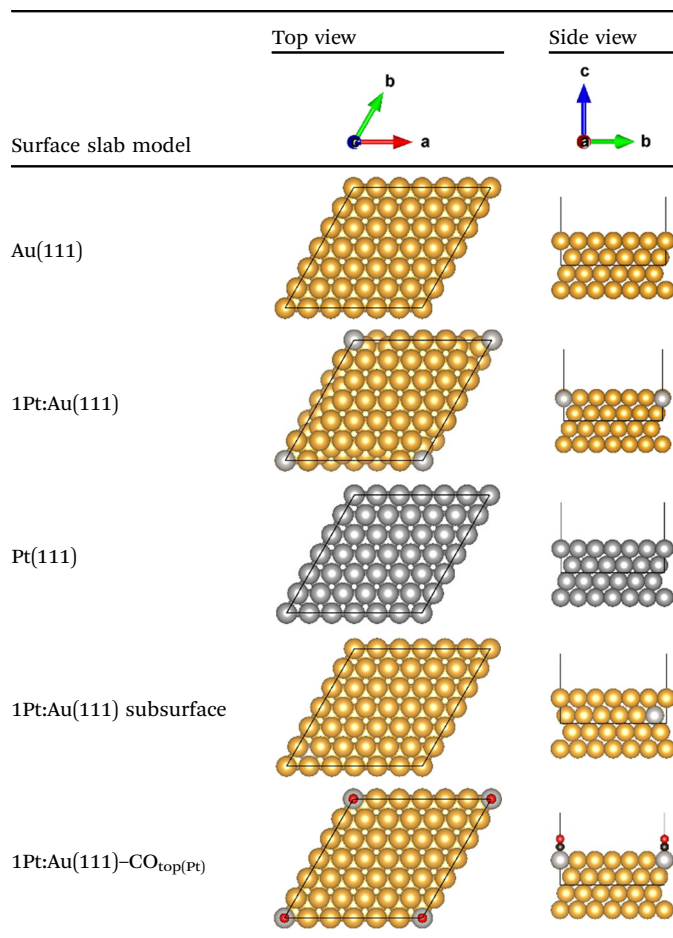 Top view Side view
b c
a a b
Surface slab model
Au(111)
1Pt:Au(111)
Pt(111)
1Pt:Au(111) subsurface
1Pt:Au(111)–CO_top(Pt)